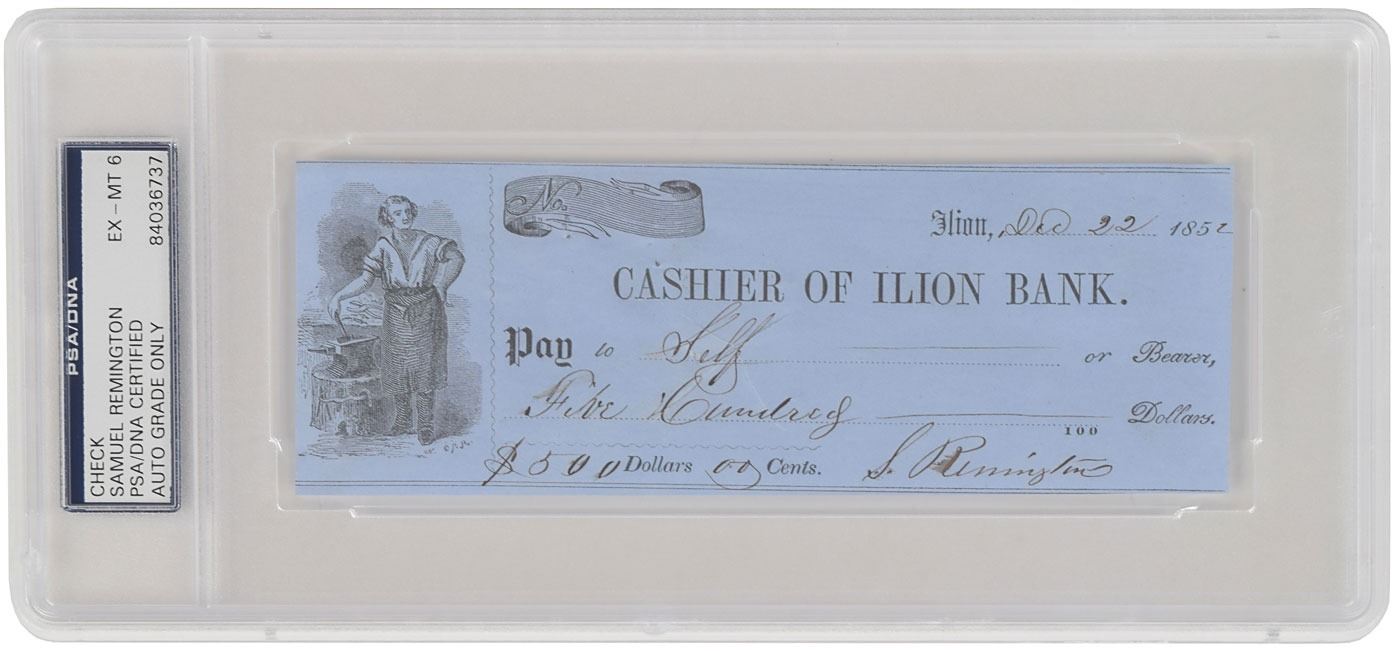 PSA/DNA
CHECK EX – MT 6
SAMUEL REMINGTON
PSA/DNA CERTIFIED
AUTO GRADE ONLY 84036737
No.
Ilion, Dec 22 1852
CASHIER OF ILION BANK.
Pay to Self or Bearer,
Five Hundred Dollars.
100
$500 Dollars 00 Cents. S. Remington